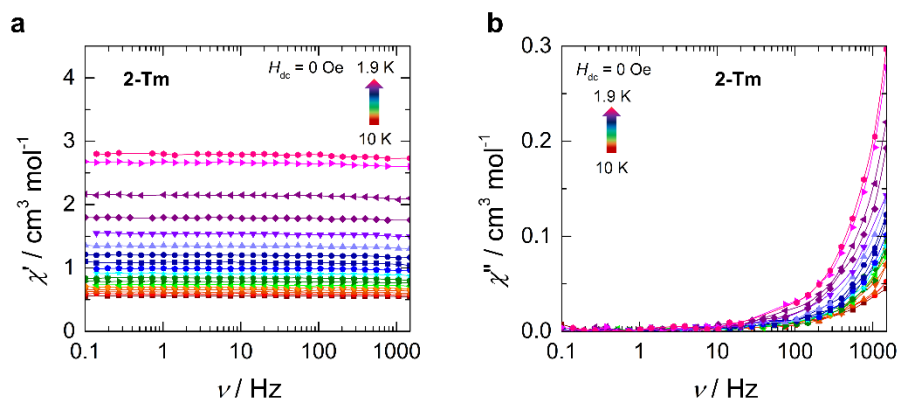 a
2-Tm
H_dc = 0 Oe 1.9 K
10 K
4
3
2
1
0
0.1 1 10 100 1000
χ' / cm³ mol⁻¹
ν / Hz
b
H_dc = 0 Oe
2-Tm
1.9 K
10 K
0.3
0.2
0.1
0.0
0.1 1 10 100 1000
χ'' / cm³ mol⁻¹
ν / Hz